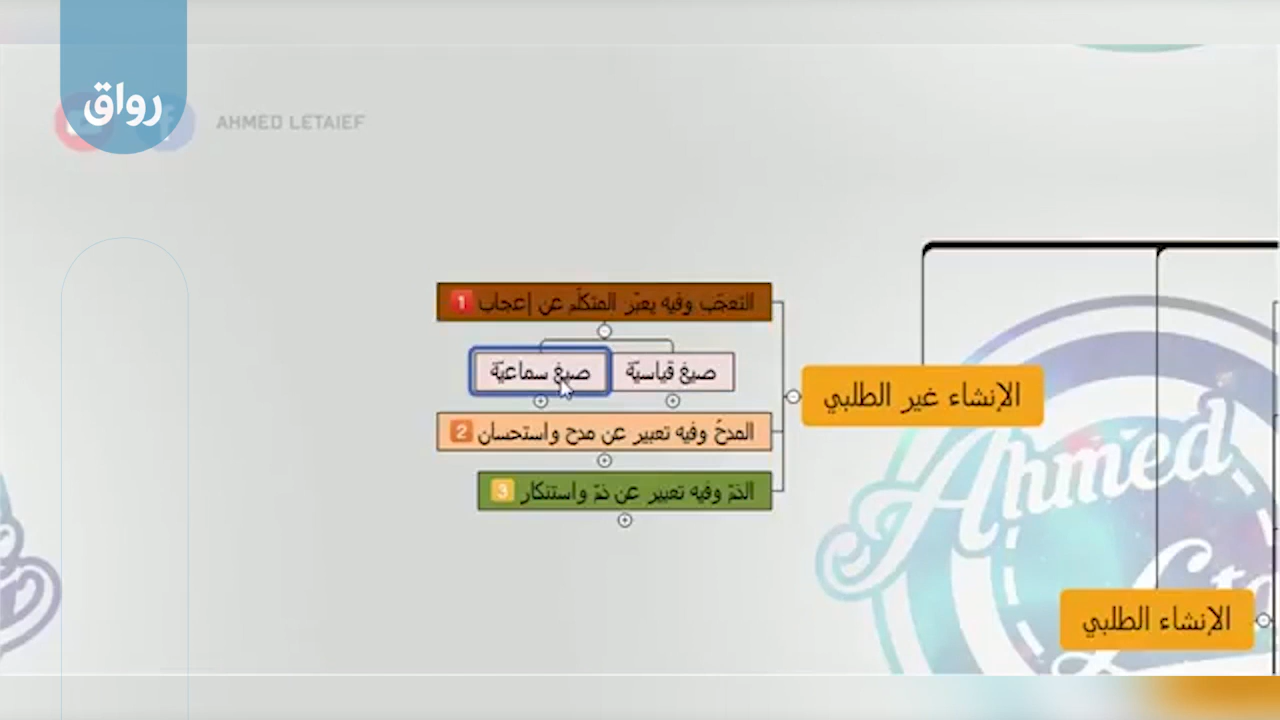 رواق
AHMED LETAIEF
التعجّب وفيه يعبّر المتكلّم عن إعجاب 1
صيغ قياسيّة
صيغ سماعيّة
الإنشاء غير الطلبي
المدحُ وفيه تعبير عن مدح واستحسان 2
الذمّ وفيه تعبير عن ذمّ واستنكار 3
Ahmed
الإنشاء الطلبي